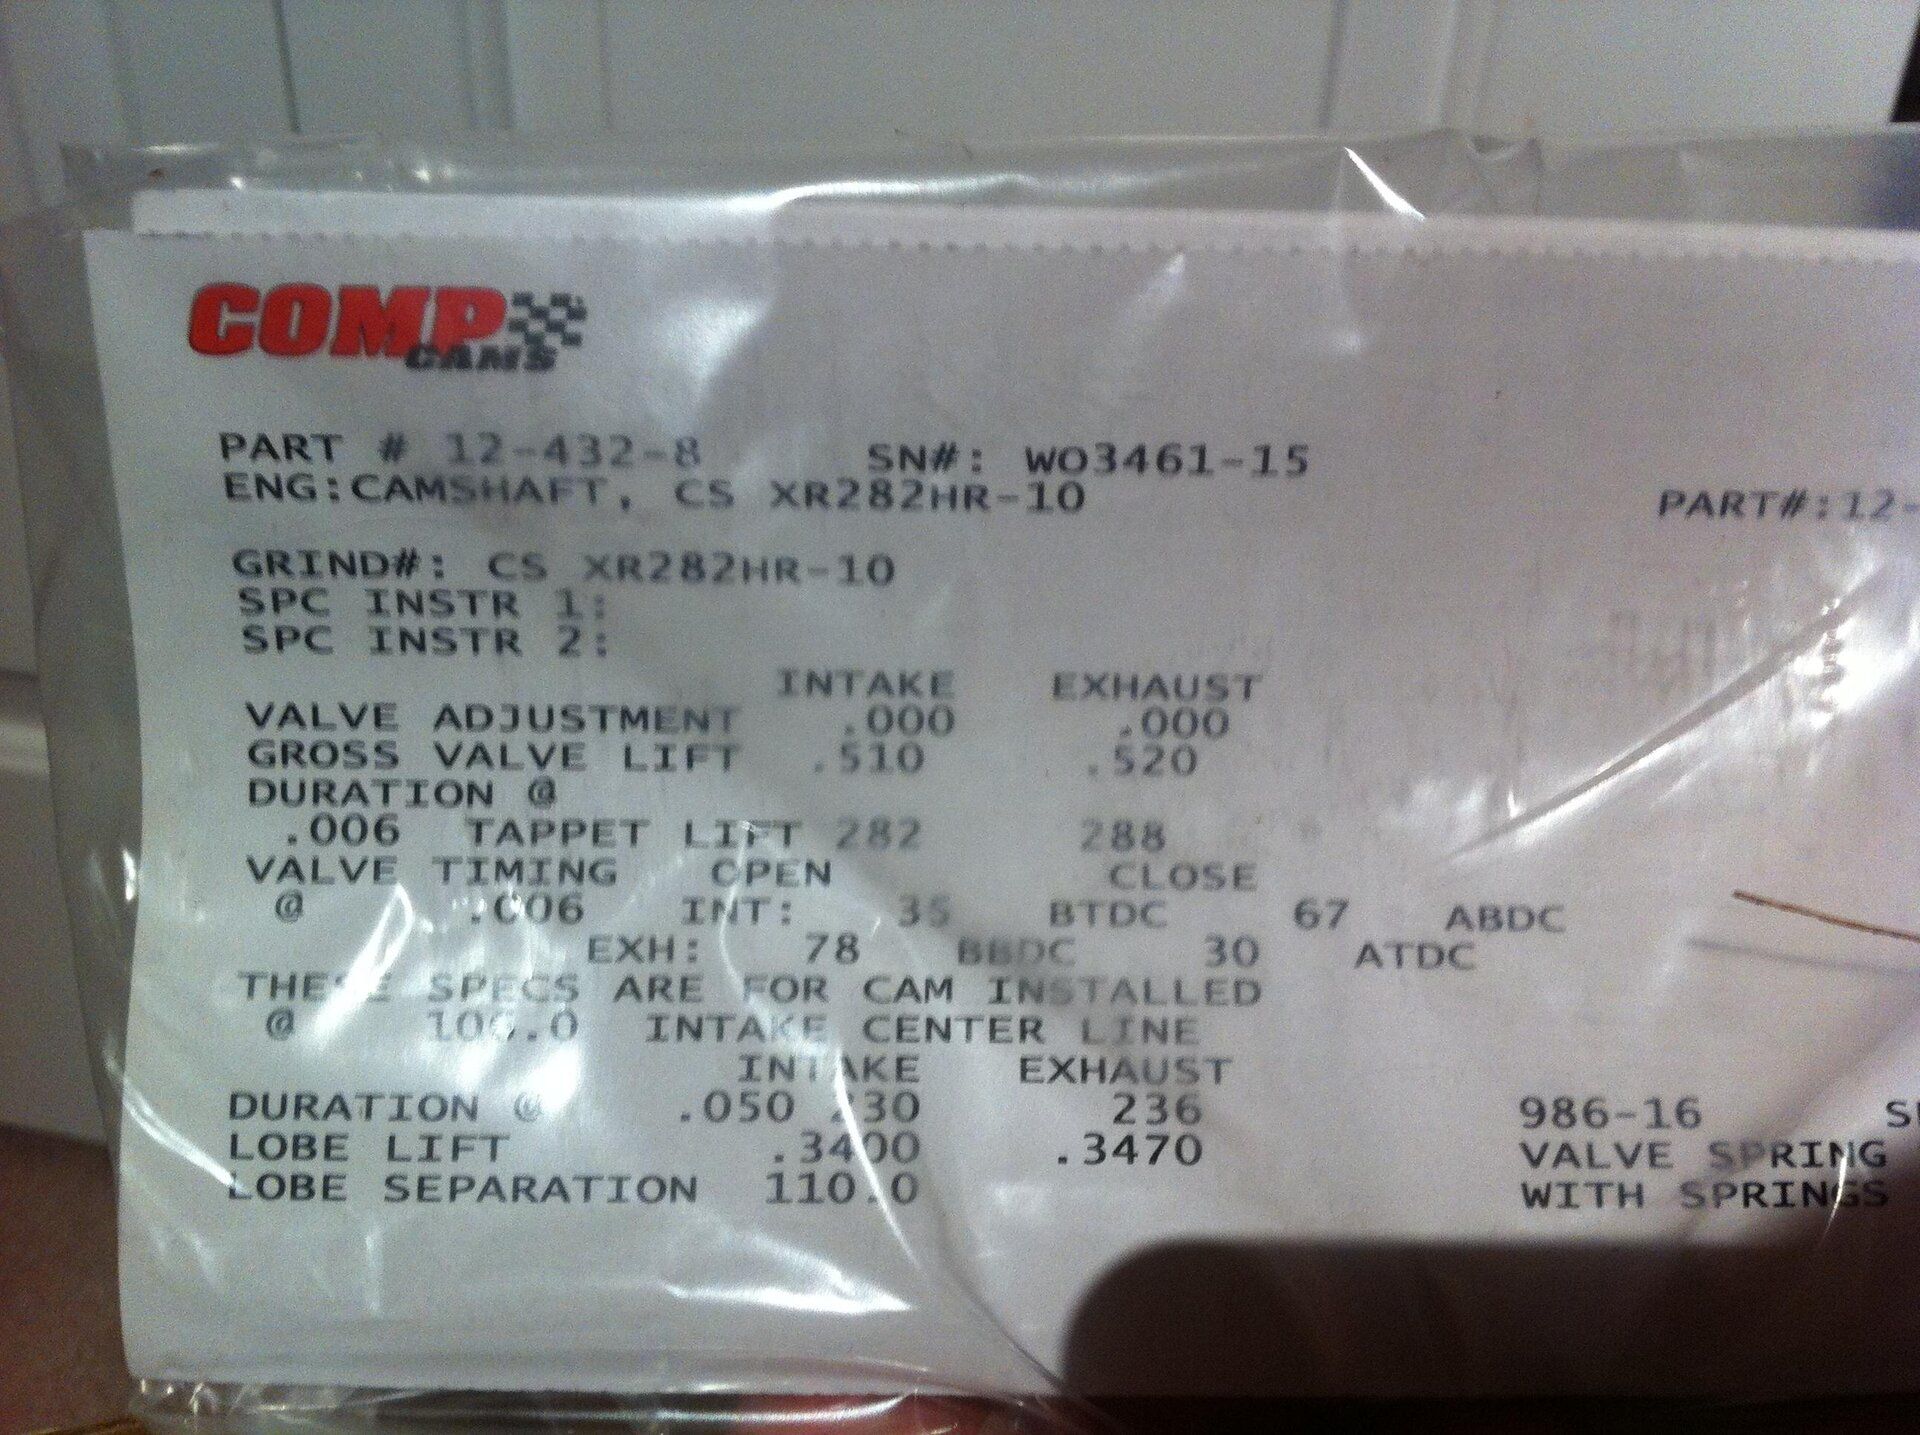 COMP
CAMS
PART # 12-432-8 SN#: WO3461-15
ENG:CAMSHAFT, CS XR282HR-10
PART#:12-
GRIND#: CS XR282HR-10
SPC INSTR 1:
SPC INSTR 2:
INTAKE EXHAUST
VALVE ADJUSTMENT .000 .000
GROSS VALVE LIFT .510 .520
DURATION @
.006 TAPPET LIFT 282 288
VALVE TIMING OPEN CLOSE
@ .006 INT: 35 BTDC 67 ABDC
EXH: 78 BBDC 30 ATDC
THESE SPECS ARE FOR CAM INSTALLED
@ 106.0 INTAKE CENTER LINE
INTAKE EXHAUST
DURATION @ .050 230 236
LOBE LIFT .3400 .3470
LOBE SEPARATION 110.0
986-16
VALVE SPRING
WITH SPRINGS